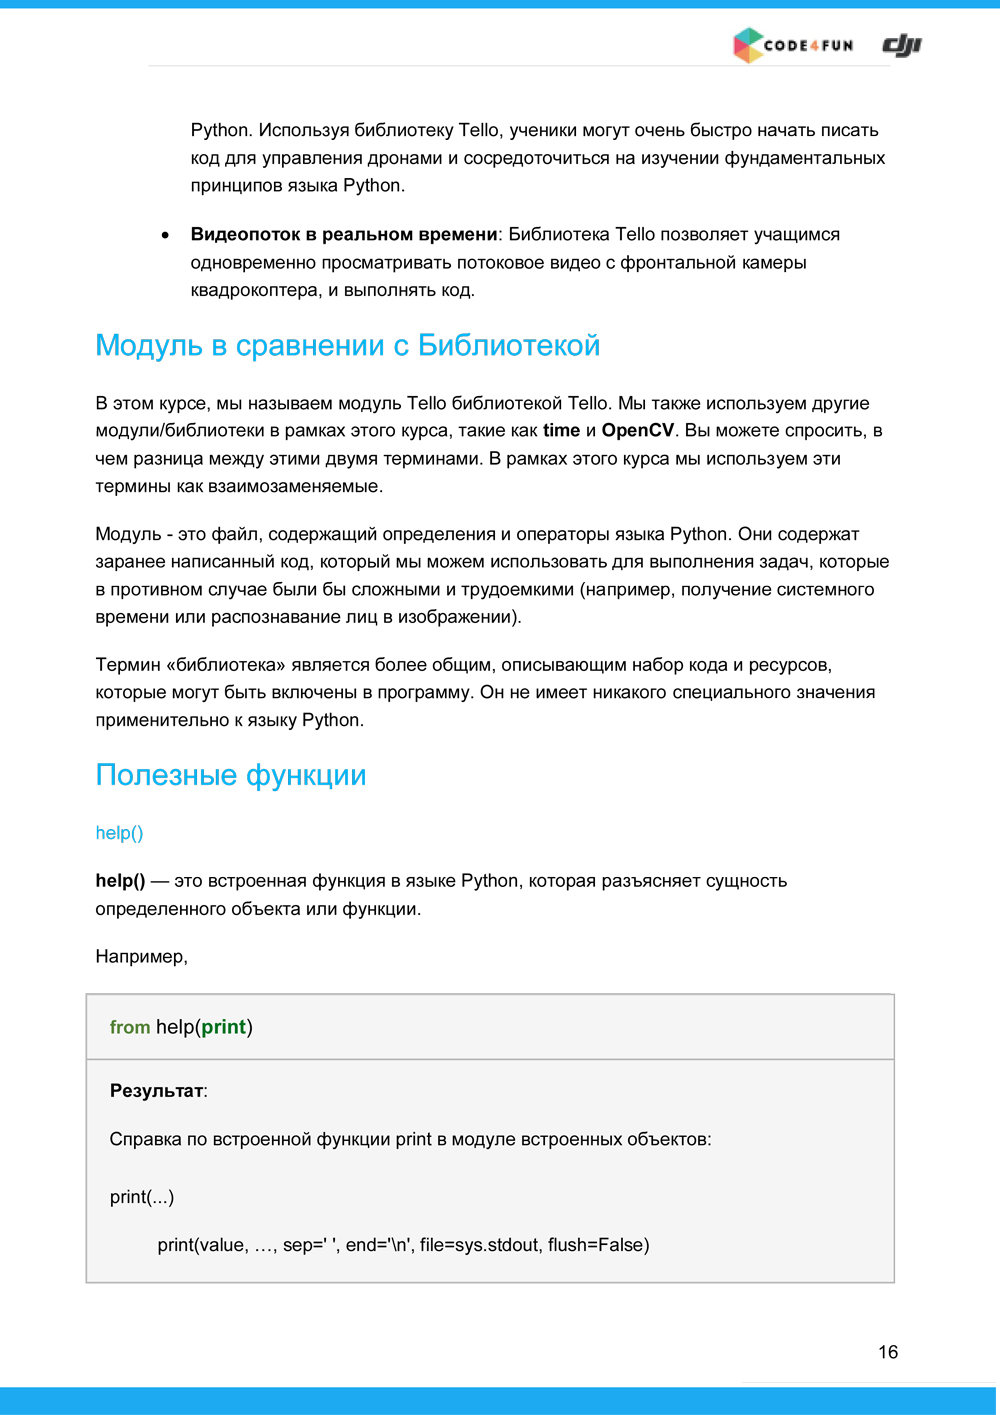 CODE4FUN dji
Python. Используя библиотеку Tello, ученики могут очень быстро начать писать
код для управления дронами и сосредоточиться на изучении фундаментальных
принципов языка Python.
• Видеопоток в реальном времени: Библиотека Tello позволяет учащимся
одновременно просматривать потоковое видео с фронтальной камеры
квадрокоптера, и выполнять код.
Модуль в сравнении с Библиотекой
В этом курсе, мы называем модуль Tello библиотекой Tello. Мы также используем другие
модули/библиотеки в рамках этого курса, такие как time и OpenCV. Вы можете спросить, в
чем разница между этими двумя терминами. В рамках этого курса мы используем эти
термины как взаимозаменяемые.
Модуль - это файл, содержащий определения и операторы языка Python. Они содержат
заранее написанный код, который мы можем использовать для выполнения задач, которые
в противном случае были бы сложными и трудоемкими (например, получение системного
времени или распознавание лиц в изображении).
Термин «библиотека» является более общим, описывающим набор кода и ресурсов,
которые могут быть включены в программу. Он не имеет никакого специального значения
применительно к языку Python.
Полезные функции
help()
help() — это встроенная функция в языке Python, которая разъясняет сущность
определенного объекта или функции.
Например,
from help(print)
Результат:
Справка по встроенной функции print в модуле встроенных объектов:
print(...)
print(value, …, sep=' ', end='\n', file=sys.stdout, flush=False)
16